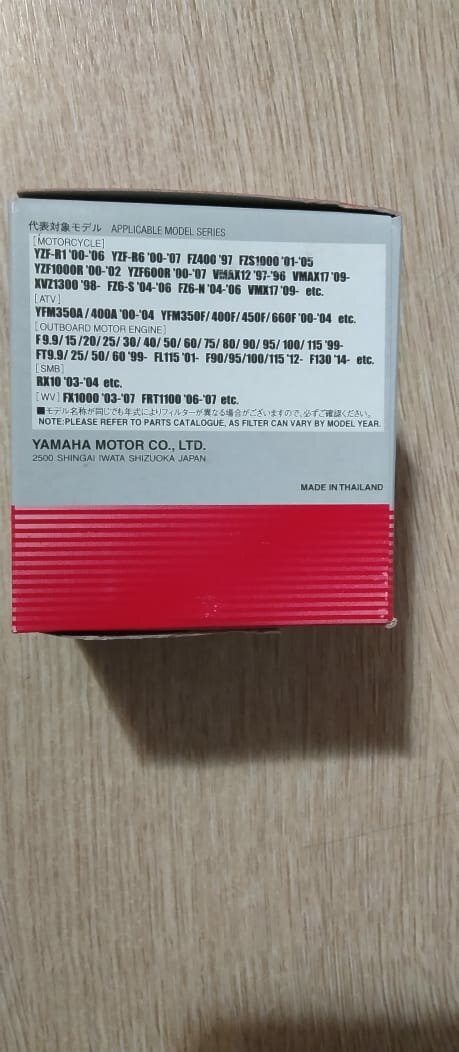 代表対象モデル APPLICABLE MODEL SERIES
[MOTORCYCLE]
YZF-R1 '00-'06 YZF-R6 '00-'07 FZ400 '97 FZS1000 '01-'05
YZF1000R '00-'02 YZF600R '00-'07 VMAX12 '97-'96 VMAX17 '09-
XVZ1300 '98- FZ6-S '04-'06 FZ6-N '04-'06 VMX17 '09- etc.
[ATV]
YFM350A / 400A '00-'04 YFM350F/ 400F/ 450F/ 660F '00-'04 etc.
[OUTBOARD MOTOR ENGINE]
F9.9/ 15 /20/ 25/ 30/ 40/ 50/ 60/ 75/ 80/ 90/ 95/ 100/ 115 '99-
FT9.9/ 25/ 50/ 60 '99- FL115 '01- F90/95/100/115 '12- F130 '14- etc.
[SMB]
RX10 '03-'04 etc.
[WV] FX1000 '03-'07 FRT1100 '06-'07 etc.
■モデル名称が同じでも年式によりフィルターが異なる場合がございますので、必ずご確認ください。
NOTE:PLEASE REFER TO PARTS CATALOGUE, AS FILTER CAN VARY BY MODEL YEAR.
YAMAHA MOTOR CO., LTD.
2500 SHINGAI IWATA SHIZUOKA JAPAN
MADE IN THAILAND